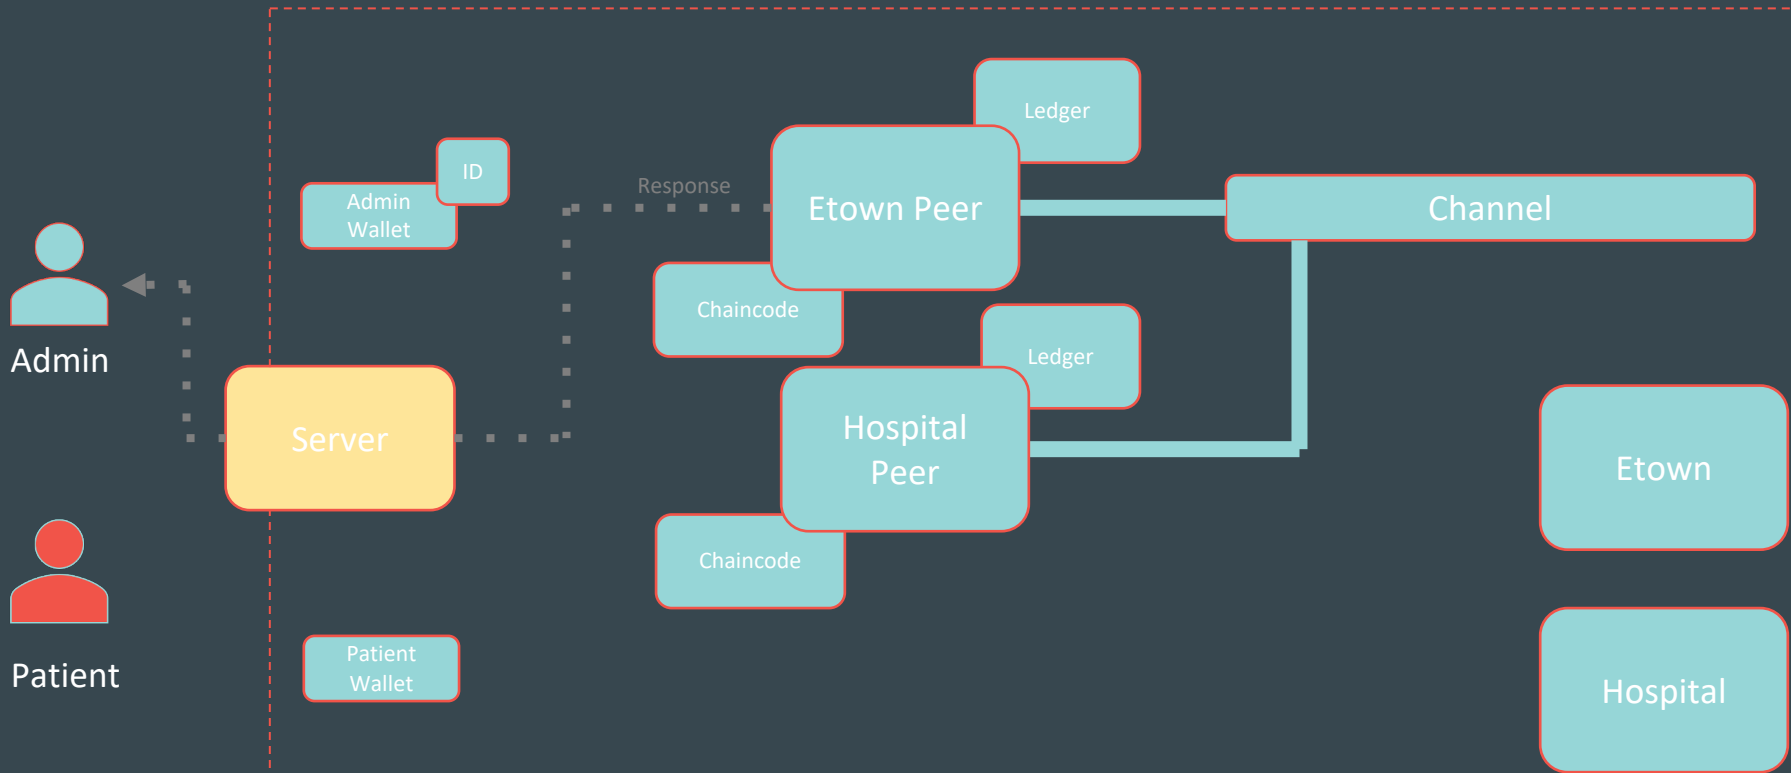 Ledger
ID
Admin
Wallet
Response
Etown Peer
Channel
Chaincode
Admin
Ledger
Server
Hospital
Peer
Etown
Chaincode
Patient
Patient
Wallet
Hospital